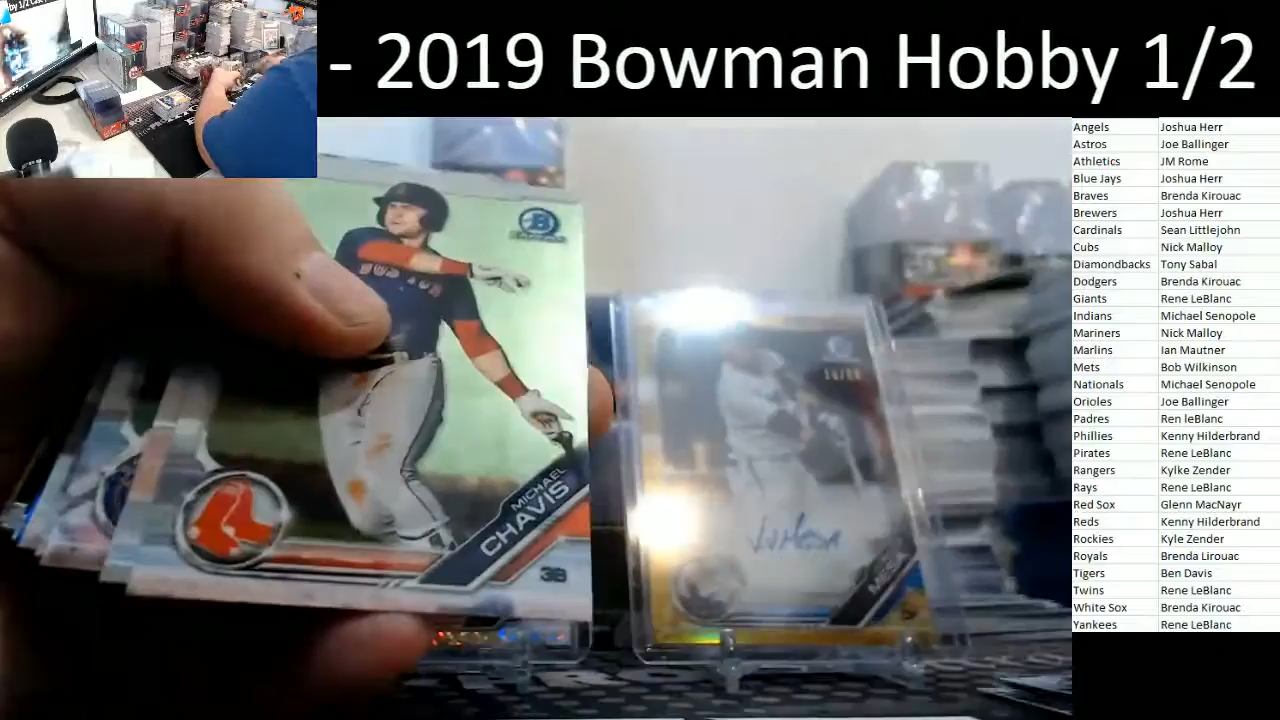 - 2019 Bowman Hobby 1/2
Angels Joshua Herr
Astros Joe Ballinger
Athletics JM Rome
Blue Jays Joshua Herr
Braves Brenda Kirouac
Brewers Joshua Herr
Cardinals Sean Littlejohn
Cubs Nick Malloy
Diamondbacks Tony Sabal
Dodgers Brenda Kirouac
Giants Rene LeBlanc
Indians Michael Senopole
Mariners Nick Malloy
Marlins Ian Mautner
Mets Bob Wilkinson
Nationals Michael Senopole
Orioles Joe Ballinger
Padres Ren leBlanc
Phillies Kenny Hilderbrand
Pirates Rene LeBlanc
Rangers Kylke Zender
Rays Rene LeBlanc
Red Sox Glenn MacNayr
Reds Kenny Hilderbrand
Rockies Kyle Zender
Royals Brenda Lirouac
Tigers Ben Davis
Twins Rene LeBlanc
White Sox Brenda Kirouac
Yankees Rene LeBlanc
BOSTON
MICHAEL
CHAVIS
3B
MESA